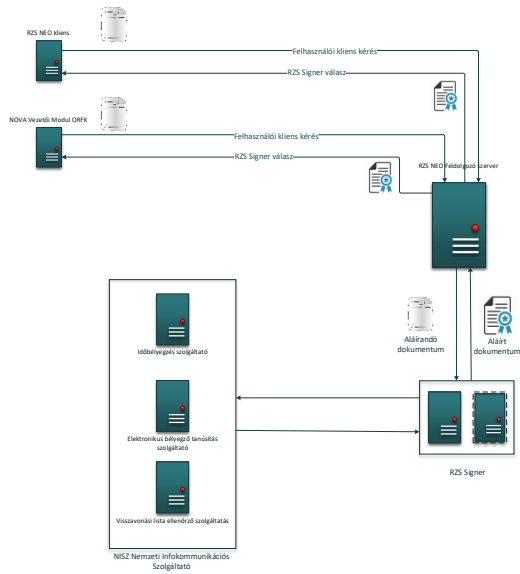 RZS NEO kliens
Felhasználói kliens kérés
RZS Signer válasz
NOVA Vezetői Modul ORFK
Felhasználói kliens kérés
RZS Signer válasz
RZS NEO Feldolgozó szerver
Aláírandó
dokumentum
Aláírt
dokumentum
Időbélyegzés szolgáltató
Elektronikus bélyegző tanúsítás
szolgáltató
Visszavonási lista ellenőrző szolgáltatás
RZS Signer
NISZ Nemzeti Infokommunikációs
Szolgáltató